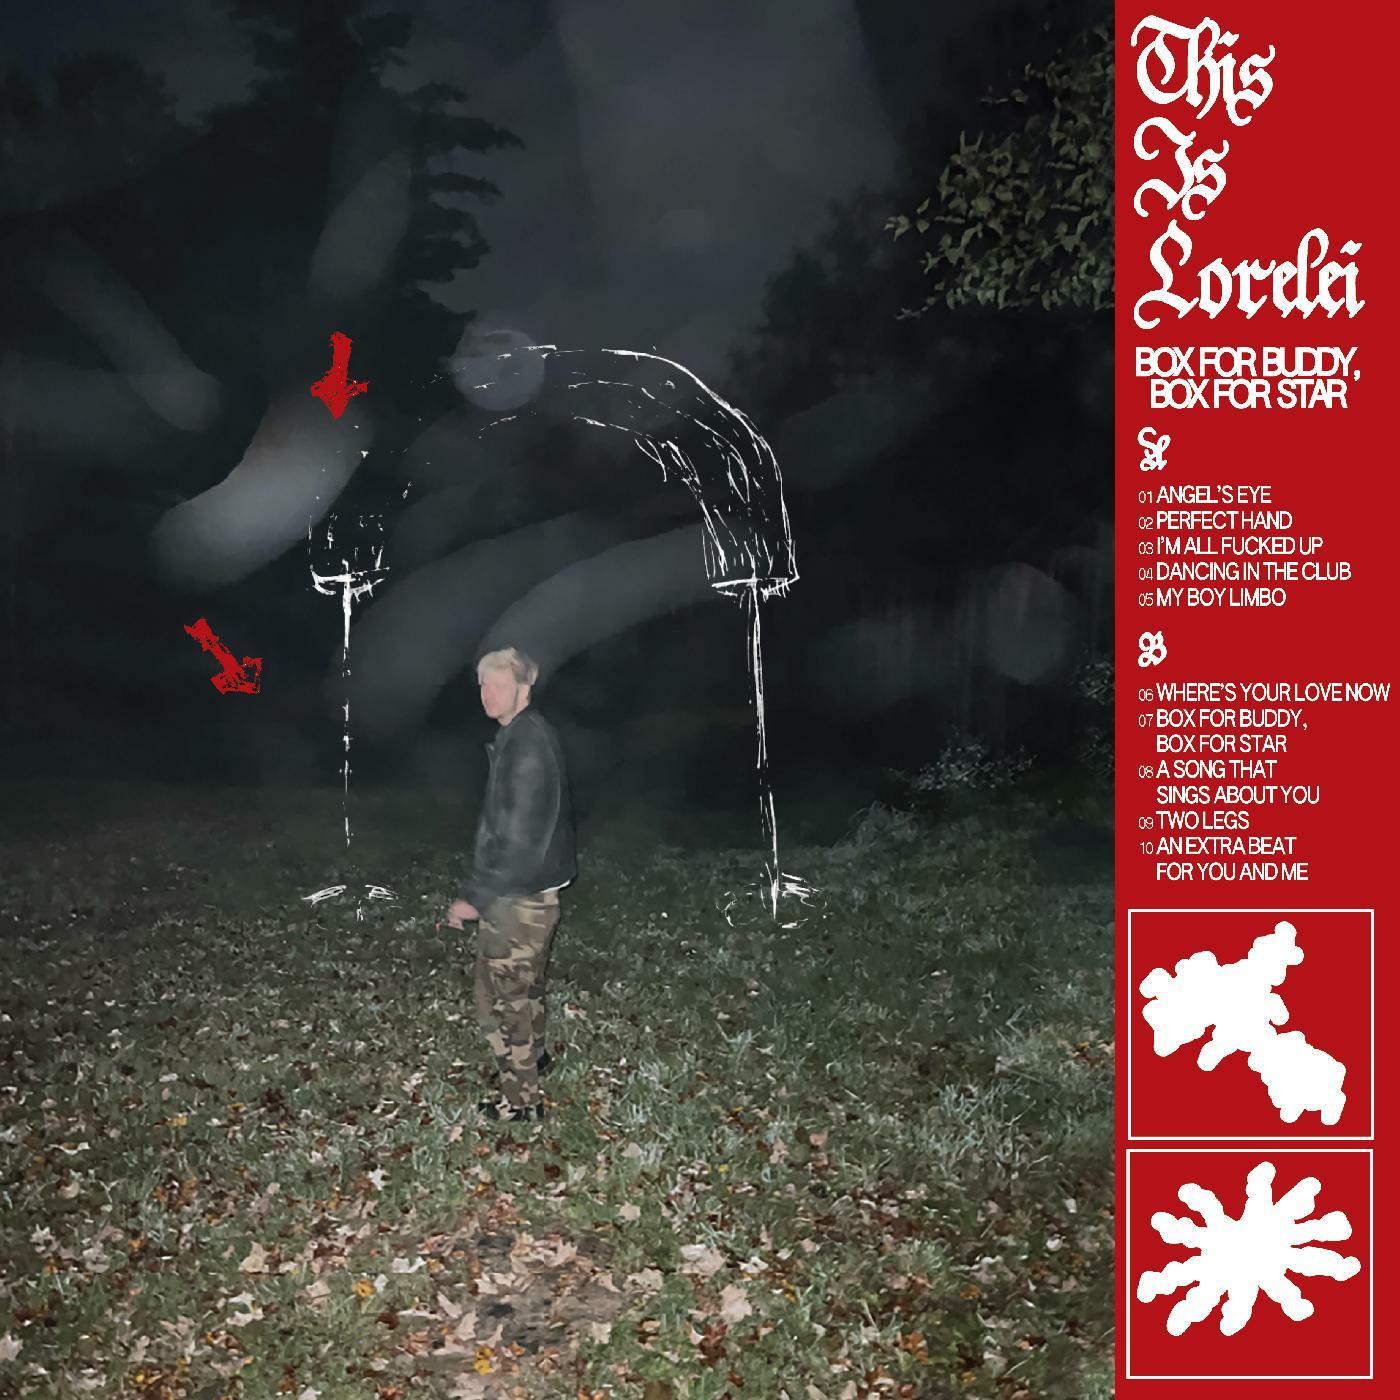 This
Is
Lorelei
BOX FOR BUDDY,
BOX FOR STAR
A
01 ANGEL'S EYE
02 PERFECT HAND
03 I'M ALL FUCKED UP
04 DANCING IN THE CLUB
05 MY BOY LIMBO
B
06 WHERE'S YOUR LOVE NOW
07 BOX FOR BUDDY,
BOX FOR STAR
08 A SONG THAT
SINGS ABOUT YOU
09 TWO LEGS
10 AN EXTRA BEAT
FOR YOU AND ME